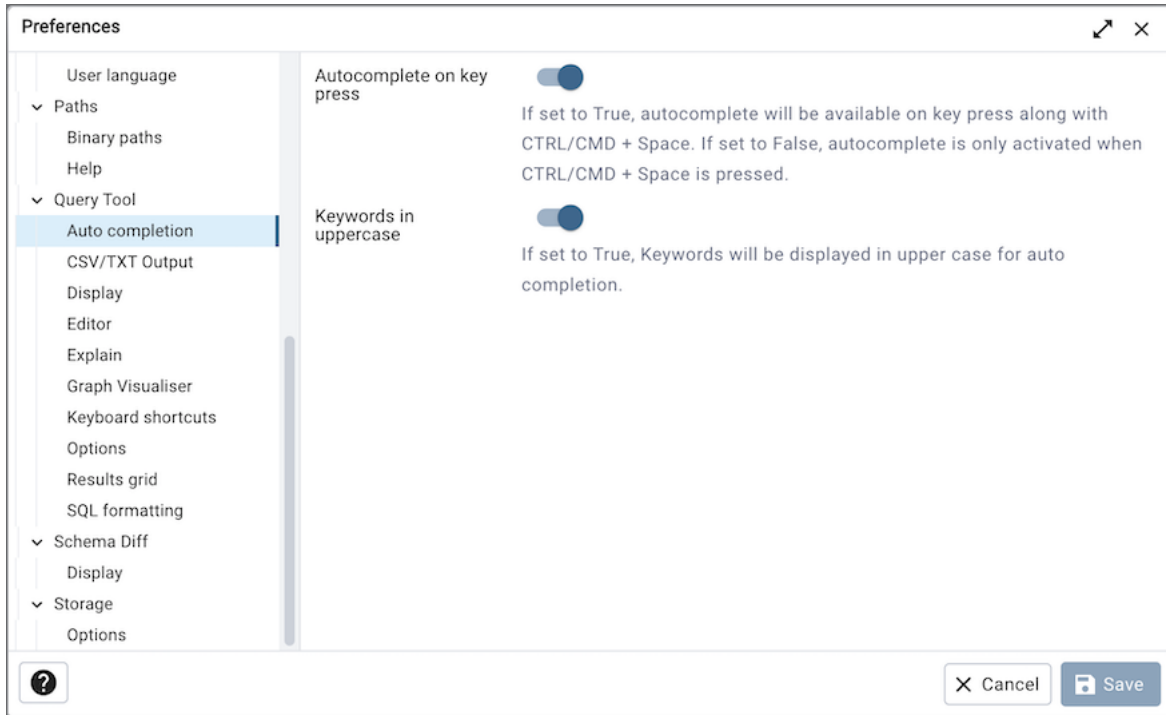 Preferences
User language
Paths
Binary paths
Help
Query Tool
Auto completion
CSV/TXT Output
Display
Editor
Explain
Graph Visualiser
Keyboard shortcuts
Options
Results grid
SQL formatting
Schema Diff
Display
Storage
Options
Autocomplete on key
press
If set to True, autocomplete will be available on key press along with
CTRL/CMD + Space. If set to False, autocomplete is only activated when
CTRL/CMD + Space is pressed.
Keywords in
uppercase
If set to True, Keywords will be displayed in upper case for auto
completion.
?
Cancel
Save